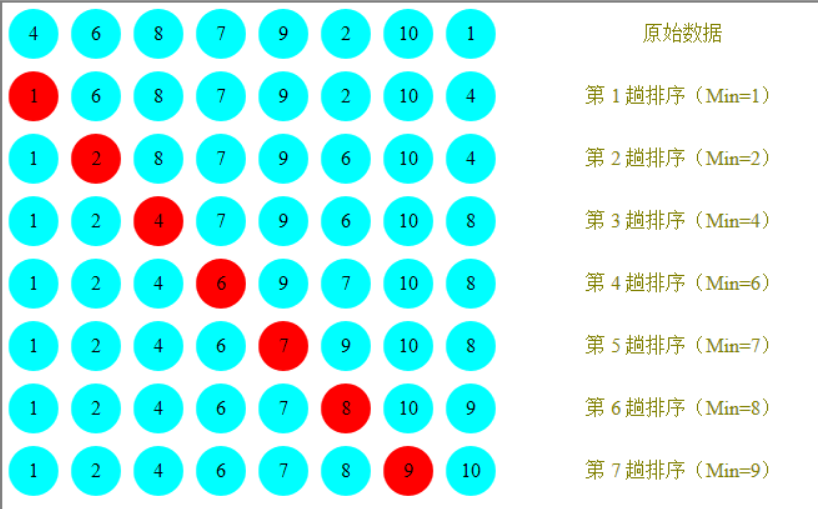 4 6 8 7 9 2 10 1 原始数据
1 6 8 7 9 2 10 4 第 1 趟排序（Min=1）
1 2 8 7 9 6 10 4 第 2 趟排序（Min=2）
1 2 4 7 9 6 10 8 第 3 趟排序（Min=4）
1 2 4 6 9 7 10 8 第 4 趟排序（Min=6）
1 2 4 6 7 9 10 8 第 5 趟排序（Min=7）
1 2 4 6 7 8 10 9 第 6 趟排序（Min=8）
1 2 4 6 7 8 9 10 第 7 趟排序（Min=9）